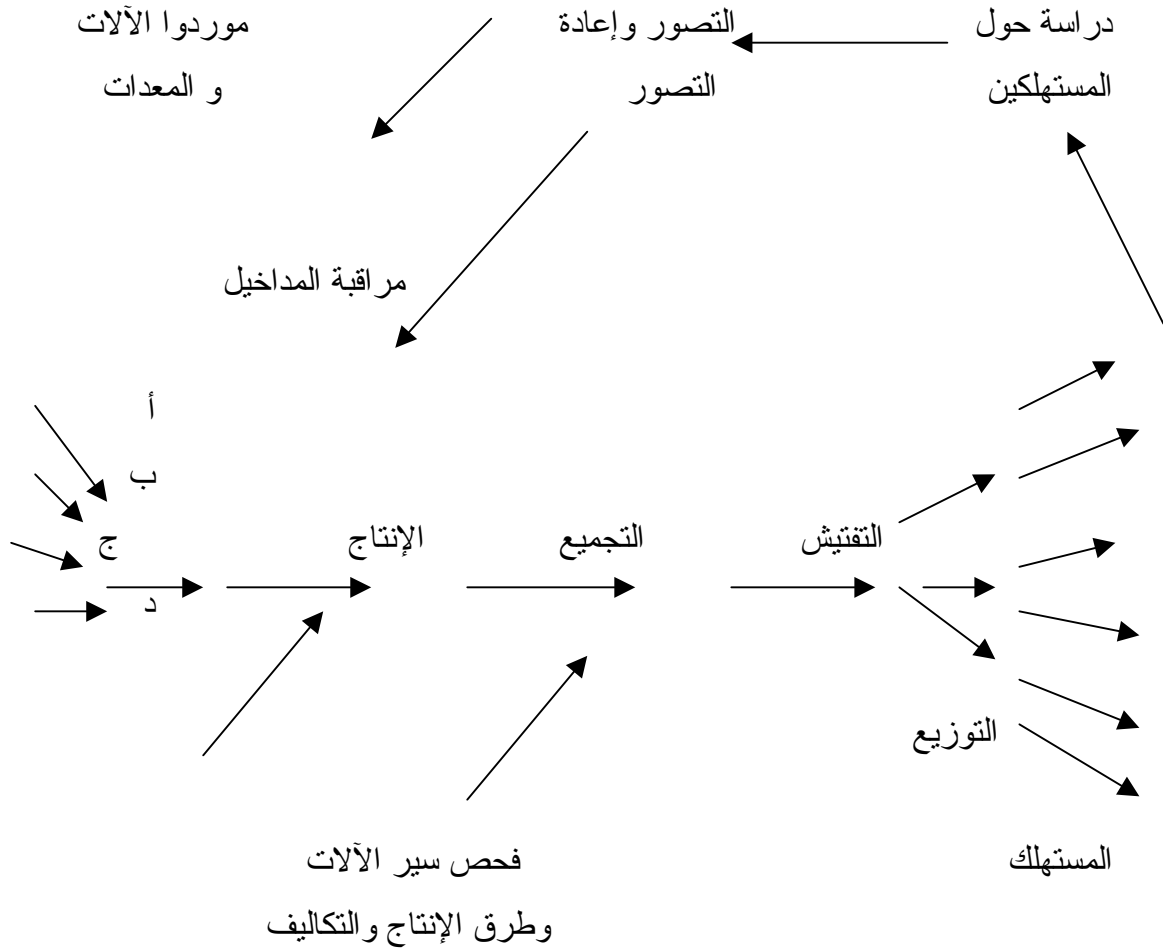 دراسة حول
المستهلكين
التصور وإعادة
التصور
موردوا الآلات
و المعدات
مراقبة المداخيل
أ
ب
ج
د
الإنتاج
التجميع
التفتيش
التوزيع
المستهلك
فحص سير الآلات
وطرق الإنتاج والتكاليف